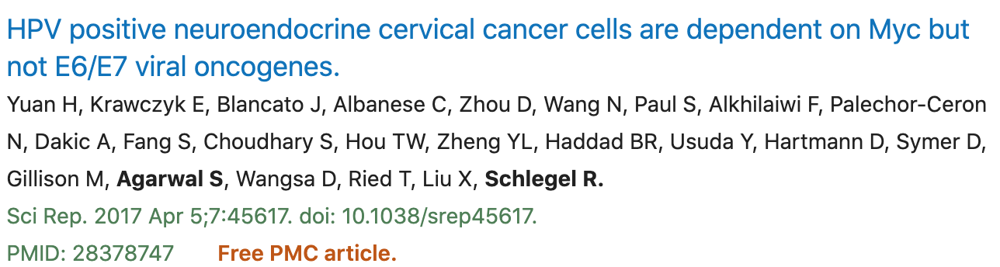 HPV positive neuroendocrine cervical cancer cells are dependent on Myc but
not E6/E7 viral oncogenes.
Yuan H, Krawczyk E, Blancato J, Albanese C, Zhou D, Wang N, Paul S, Alkhilaiwi F, Palechor-Ceron
N, Dakic A, Fang S, Choudhary S, Hou TW, Zheng YL, Haddad BR, Usuda Y, Hartmann D, Symer D,
Gillison M, Agarwal S, Wangsa D, Ried T, Liu X, Schlegel R.
Sci Rep. 2017 Apr 5;7:45617. doi: 10.1038/srep45617.
PMID: 28378747 Free PMC article.